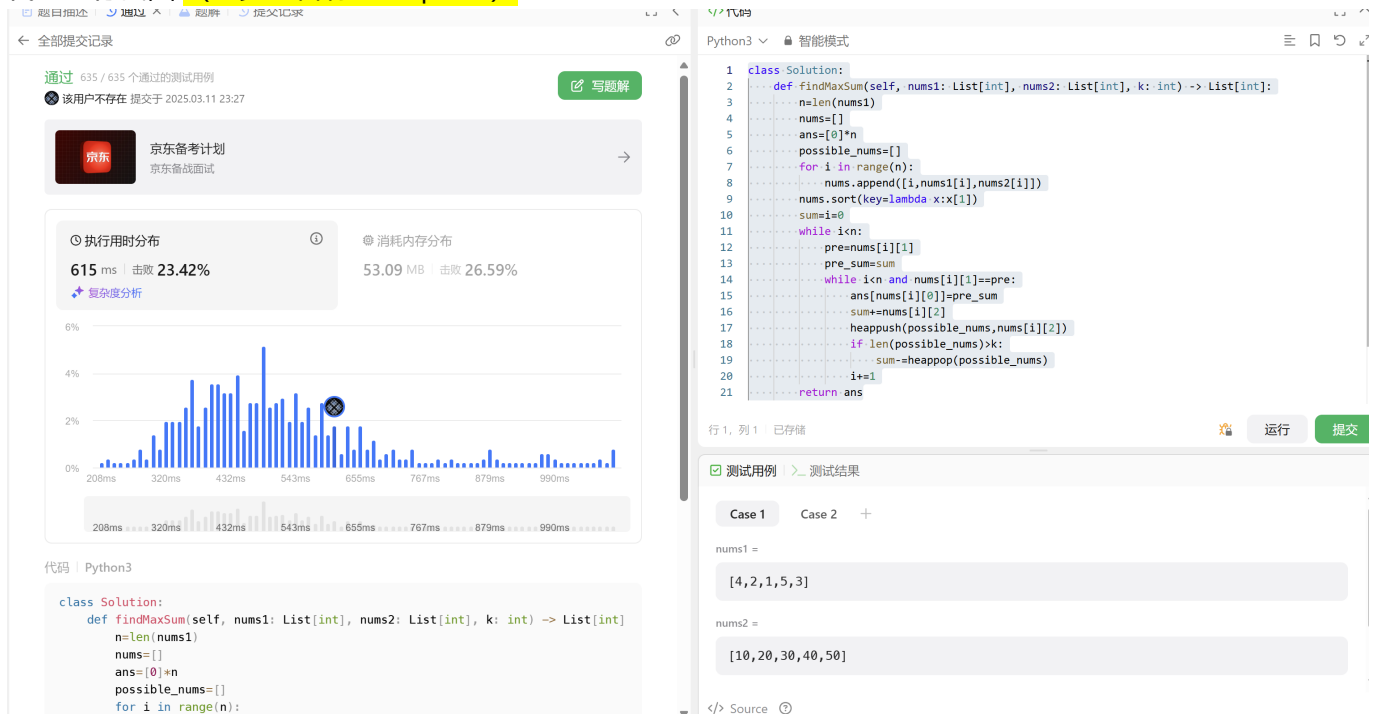 题目描述 通过 × 题解 提交记录
← 全部提交记录
通过 635 / 635 个通过的测试用例
该用户不存在 提交于 2025.03.11 23:27
写题解
京东
京东备考计划
京东备战面试
执行用时分布
615 ms 击败 23.42%
复杂度分析
消耗内存分布
53.09 MB 击败 26.59%
6%
4%
2%
0%
208ms 320ms 432ms 543ms 655ms 767ms 879ms 990ms
208ms 320ms 432ms 543ms 655ms 767ms 879ms 990ms
代码 Python3
class Solution:
    def findMaxSum(self, nums1: List[int], nums2: List[int], k: int) -> List[int]
        n=len(nums1)
        nums=[]
        ans=[0]*n
        possible_nums=[]
        for i in range(n):
</> 代码
Python3 智能模式
1 class Solution:
2     def findMaxSum(self, nums1: List[int], nums2: List[int], k: int) -> List[int]:
3         n=len(nums1)
4         nums=[]
5         ans=[0]*n
6         possible_nums=[]
7         for i in range(n):
8             nums.append([i,nums1[i],nums2[i]])
9         nums.sort(key=lambda x:x[1])
10         sum=i=0
11         while i<n:
12             pre=nums[i][1]
13             pre_sum=sum
14             while i<n and nums[i][1]==pre:
15                 ans[nums[i][0]]=pre_sum
16                 sum+=nums[i][2]
17                 heappush(possible_nums,nums[i][2])
18                 if len(possible_nums)>k:
19                     sum-=heappop(possible_nums)
20                 i+=1
21         return ans
行 1, 列 1 已存储
运行 提交
测试用例 >_ 测试结果
Case 1 Case 2 +
nums1 =
[4,2,1,5,3]
nums2 =
[10,20,30,40,50]
</> Source